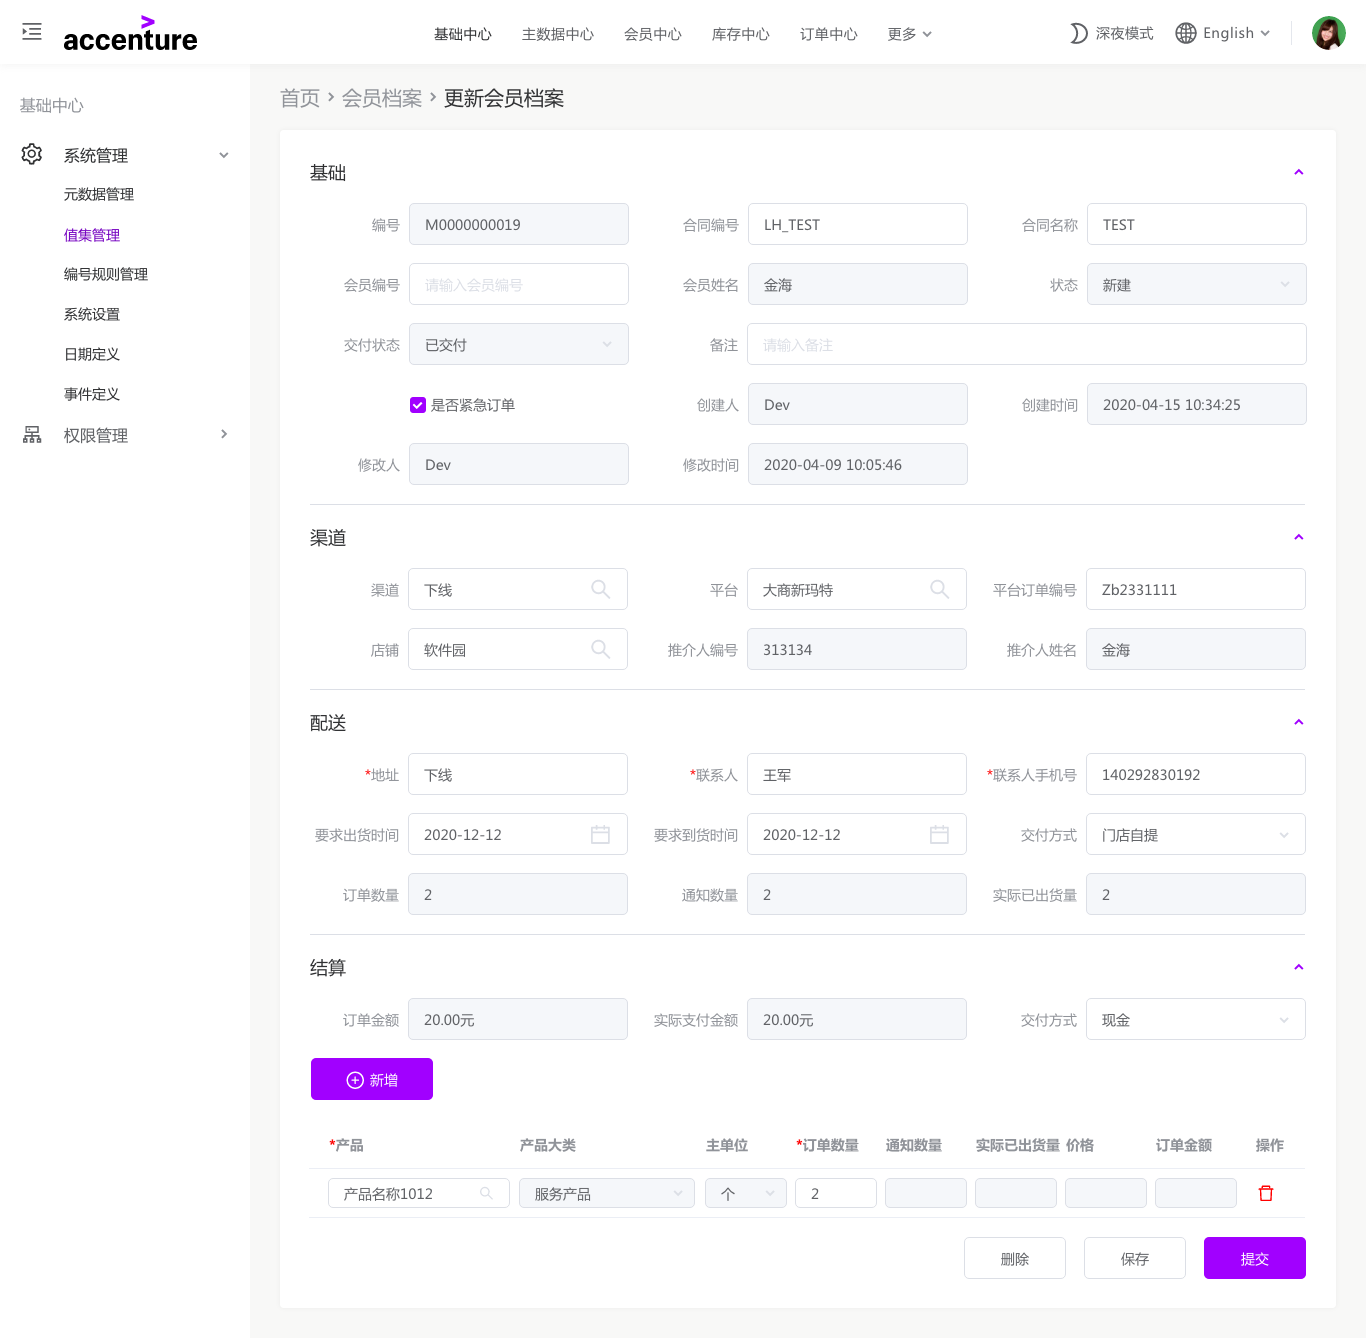 accenture
基础中心 主数据中心 会员中心 库存中心 订单中心 更多
深夜模式 English
基础中心
系统管理
元数据管理
值集管理
编号规则管理
系统设置
日期定义
事件定义
权限管理
首页 > 会员档案 > 更新会员档案
基础
编号 M0000000019 合同编号 LH_TEST 合同名称 TEST
会员编号 请输入会员编号 会员姓名 金海 状态 新建
交付状态 已交付 备注 请输入备注
是否紧急订单 创建人 Dev 创建时间 2020-04-15 10:34:25
修改人 Dev 修改时间 2020-04-09 10:05:46
渠道
渠道 下线 平台 大商新玛特 平台订单编号 Zb2331111
店铺 软件园 推介人编号 313134 推介人姓名 金海
配送
*地址 下线 *联系人 王军 *联系人手机号 140292830192
要求出货时间 2020-12-12 要求到货时间 2020-12-12 交付方式 门店自提
订单数量 2 通知数量 2 实际已出货量 2
结算
订单金额 20.00元 实际支付金额 20.00元 交付方式 现金
新增
*产品 产品大类 主单位 *订单数量 通知数量 实际已出货量 价格 订单金额 操作
产品名称1012 服务产品 个 2
删除 保存 提交